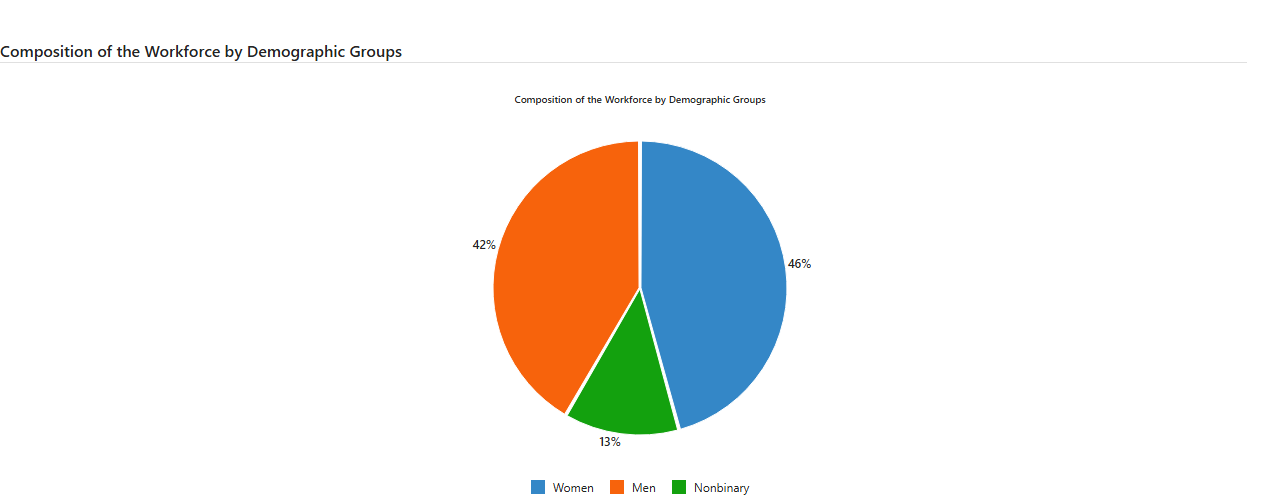 Composition of the Workforce by Demographic Groups
Composition of the Workforce by Demographic Groups
42%
46%
13%
Women Men Nonbinary